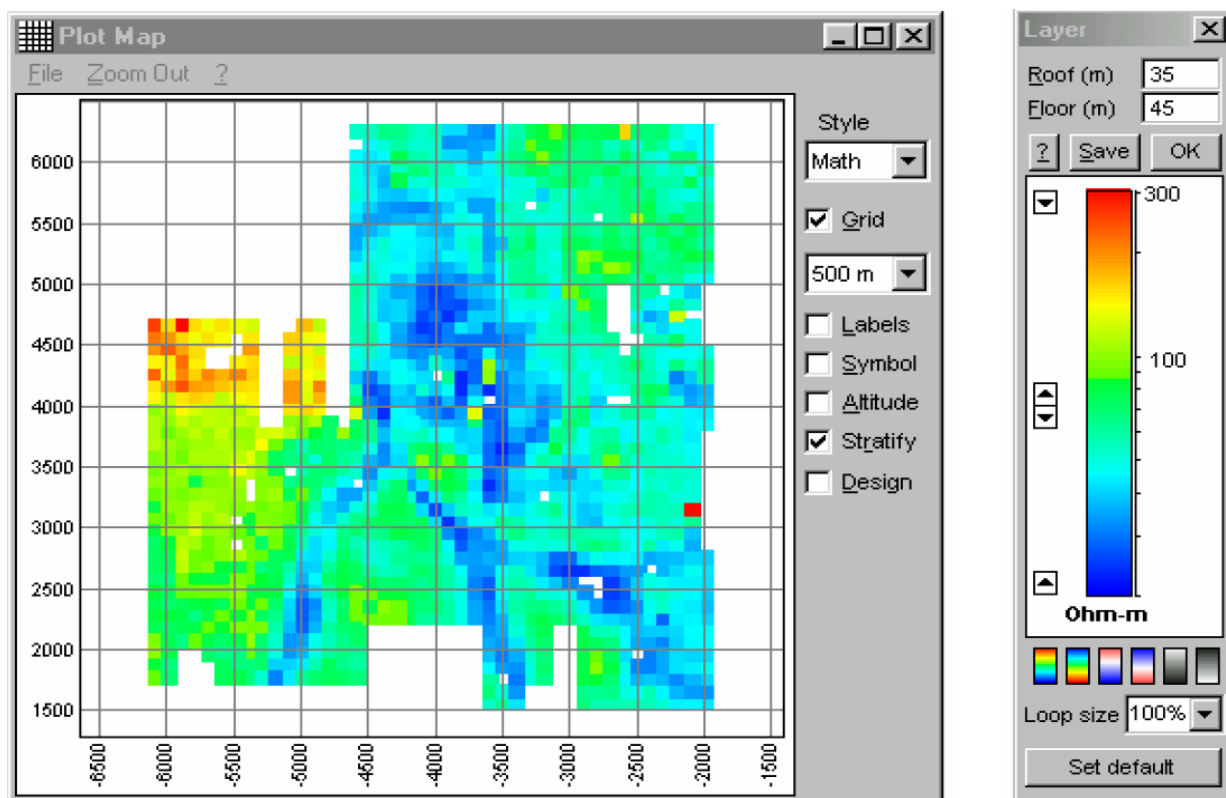 Plot Map
File Zoom Out ?
6000
5500
5000
4500
4000
3500
3000
2500
2000
1500
-6500
-6000
-5500
-5000
-4500
-4000
-3500
-3000
-2500
-2000
-1500
Style
Math
Grid
500 m
Labels
Symbol
Altitude
Stratify
Design
Layer
Roof (m) 35
Floor (m) 45
? Save OK
300
100
Ohm-m
Loop size 100%
Set default